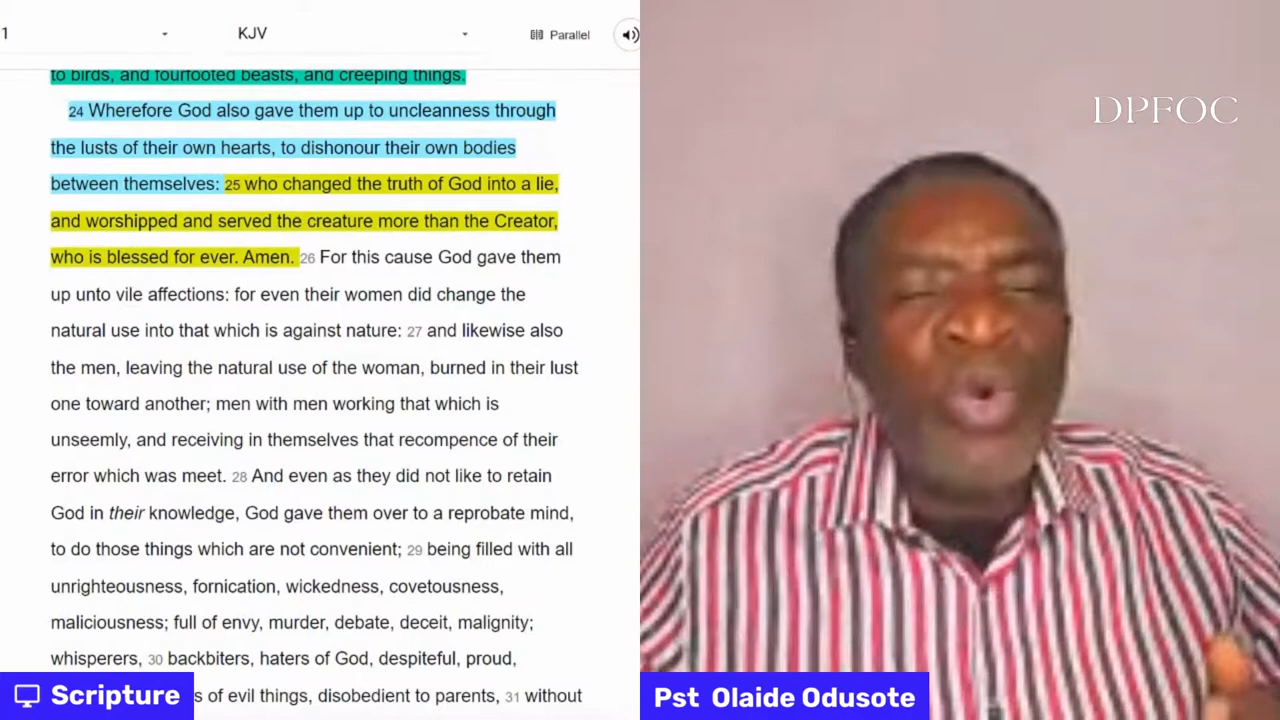 1
KJV
Parallel
to birds, and fourfooted beasts, and creeping things.
24 Wherefore God also gave them up to uncleanness through
the lusts of their own hearts, to dishonour their own bodies
between themselves: 25 who changed the truth of God into a lie,
and worshipped and served the creature more than the Creator,
who is blessed for ever. Amen. 26 For this cause God gave them
up unto vile affections: for even their women did change the
natural use into that which is against nature: 27 and likewise also
the men, leaving the natural use of the woman, burned in their lust
one toward another; men with men working that which is
unseemly, and receiving in themselves that recompence of their
error which was meet. 28 And even as they did not like to retain
God in their knowledge, God gave them over to a reprobate mind,
to do those things which are not convenient; 29 being filled with all
unrighteousness, fornication, wickedness, covetousness,
maliciousness; full of envy, murder, debate, deceit, malignity;
whisperers, 30 backbiters, haters of God, despiteful, proud,
s of evil things, disobedient to parents, 31 without
Scripture
DPFOC
Pst Olaide Odusote